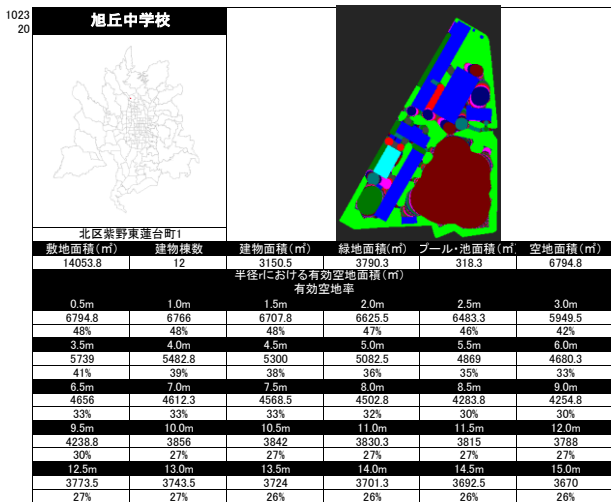 1023
20
旭丘中学校
北区紫野東蓮台町1
敷地面積(㎡) 建物棟数 建物面積(㎡) 緑地面積(㎡) プール・池面積(㎡ 空地面積(㎡)
14053.8 12 3150.5 3790.3 318.3 6794.8
半径rにおける有効空地面積(㎡)
有効空地率
0.5m 1.0m 1.5m 2.0m 2.5m 3.0m
6794.8 6766 6707.8 6625.5 6483.3 5949.5
48% 48% 48% 47% 46% 42%
3.5m 4.0m 4.5m 5.0m 5.5m 6.0m
5739 5482.8 5300 5082.5 4869 4680.3
41% 39% 38% 36% 35% 33%
6.5m 7.0m 7.5m 8.0m 8.5m 9.0m
4656 4612.3 4568.5 4502.8 4283.8 4254.8
33% 33% 33% 32% 30% 30%
9.5m 10.0m 10.5m 11.0m 11.5m 12.0m
4238.8 3856 3842 3830.3 3815 3788
30% 27% 27% 27% 27% 27%
12.5m 13.0m 13.5m 14.0m 14.5m 15.0m
3773.5 3743.5 3724 3701.3 3692.5 3670
27% 27% 26% 26% 26% 26%